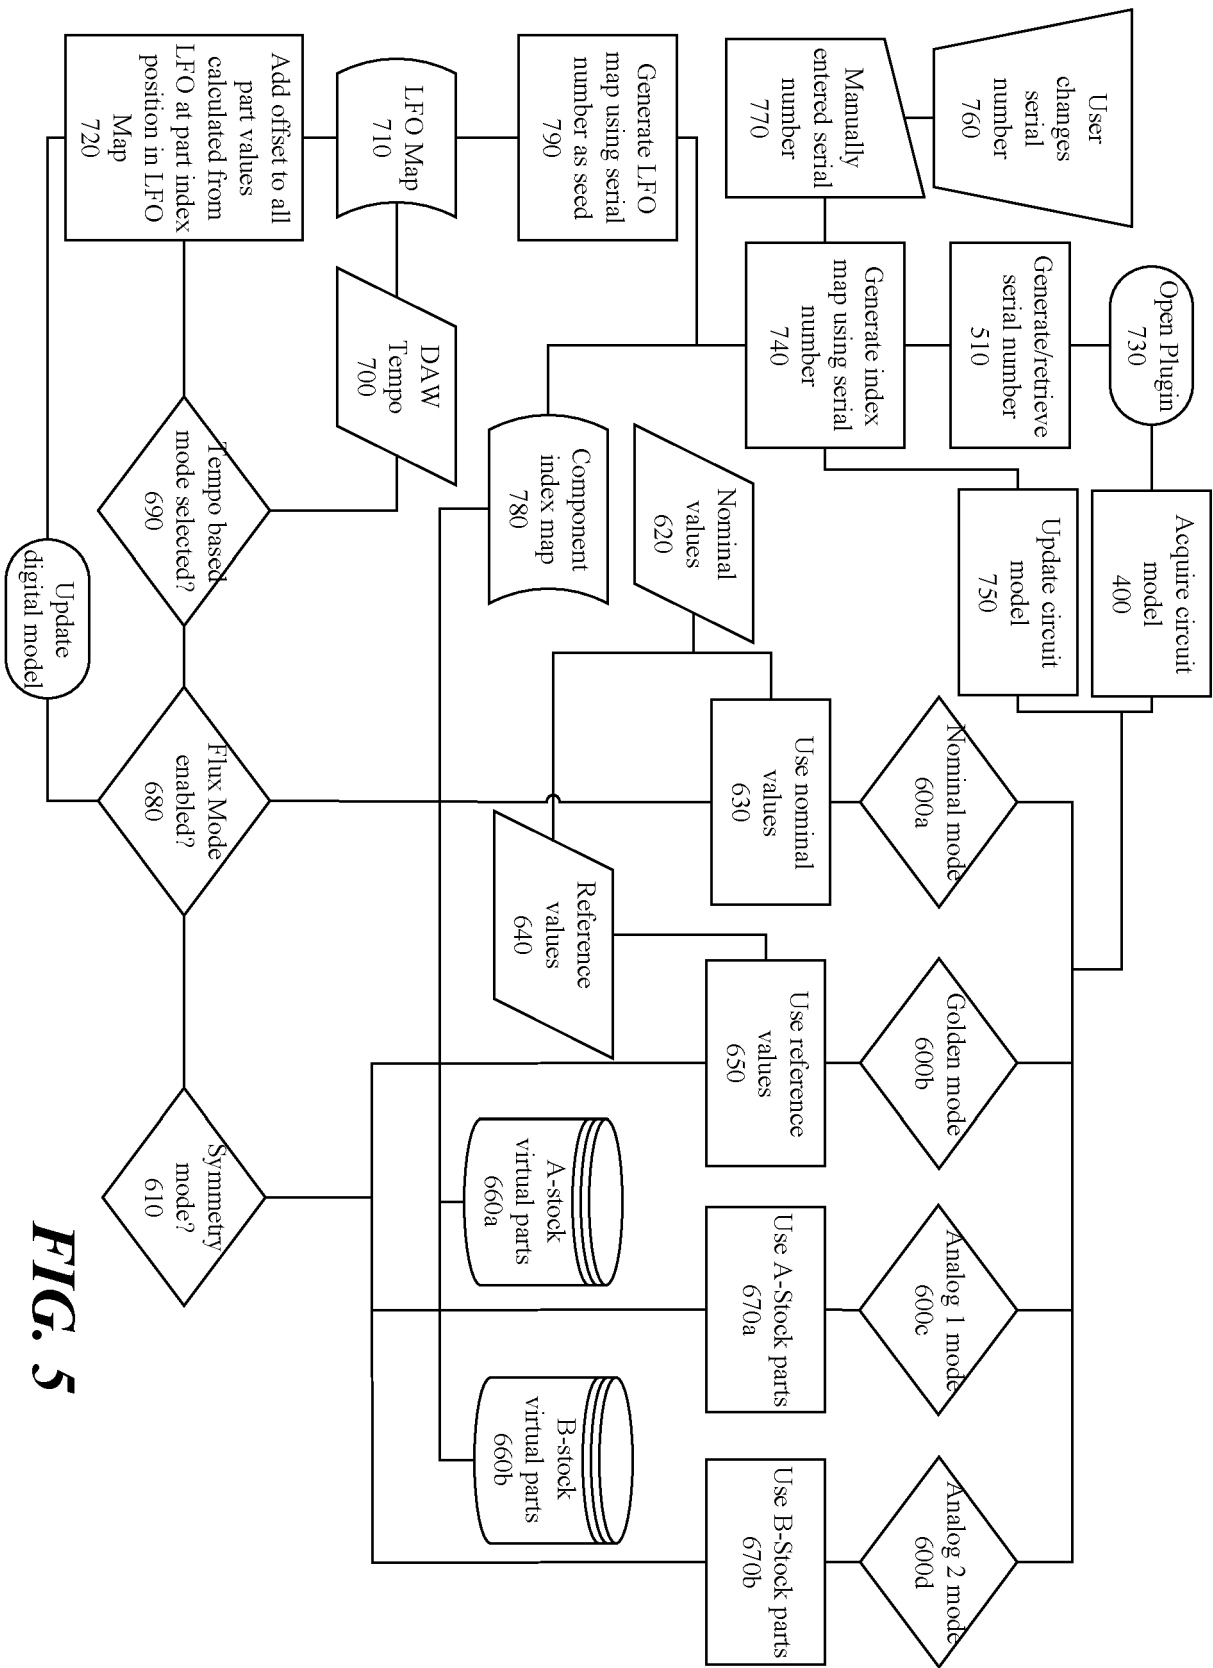 User
changes
serial
number
760
Open Plugin
730
Acquire circuit
model
400
Generate/retrieve
serial number
510
Update circuit
model
750
Manually
entered serial
number
770
Generate index
map using serial
number
740
Nominal mode
600a
Golden mode
600b
Analog 1 mode
600c
Analog 2 mode
600d
Use nominal
values
630
Use reference
values
650
Use A-Stock parts
670a
Use B-Stock parts
670b
Generate LFO
map using serial
number as seed
790
Nominal
values
620
Component
index map
780
Reference
values
640
A-stock
virtual parts
660a
B-stock
virtual parts
660b
LFO Map
710
DAW
Tempo
700
Add offset to all
part values
calculated from
LFO at part index
position in LFO
Map
720
Tempo based
mode selected?
690
Flux Mode
enabled?
680
Symmetry
mode?
610
Update
digital model
FIG. 5